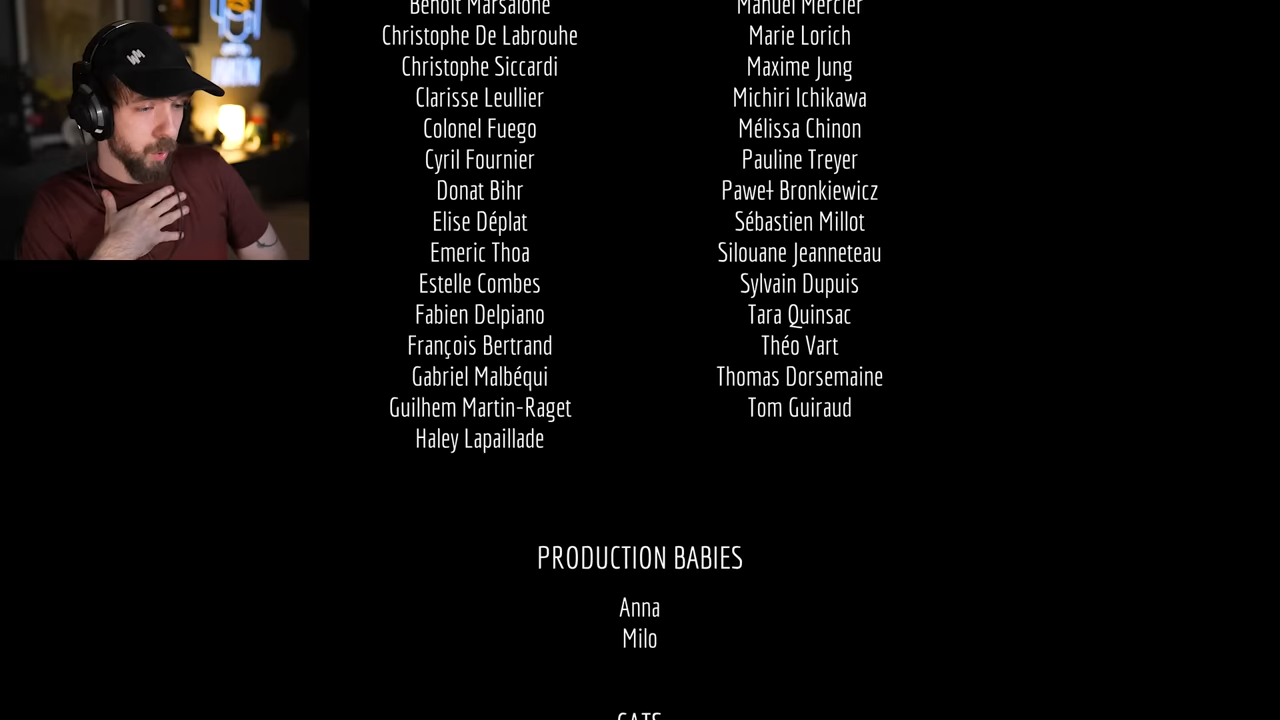 Benoît Marsalone
Christophe De Labrouhe
Christophe Siccardi
Clarisse Leullier
Colonel Fuego
Cyril Fournier
Donat Bihr
Elise Déplat
Emeric Thoa
Estelle Combes
Fabien Delpiano
François Bertrand
Gabriel Malbéqui
Guilhem Martin-Raget
Haley Lapaillade
Manuel Mercier
Marie Lorich
Maxime Jung
Michiri Ichikawa
Mélissa Chinon
Pauline Treyer
Paweł Bronkiewicz
Sébastien Millot
Silouane Jeanneteau
Sylvain Dupuis
Tara Quinsac
Théo Vart
Thomas Dorsemaine
Tom Guiraud
PRODUCTION BABIES
Anna
Milo
CATS